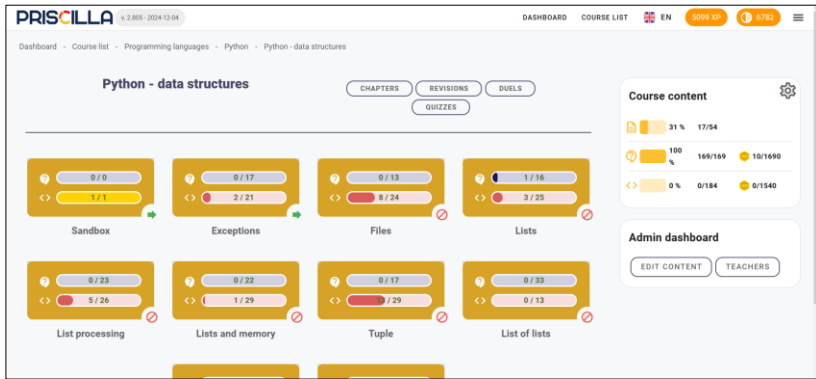 PRISCILLA v. 2.805 - 2024-12-04 DASHBOARD COURSE LIST EN 5099 XP 6782
Dashboard - Course list - Programming languages - Python - Python - data structures
Python - data structures
CHAPTERS REVISIONS DUELS
QUIZZES
Course content
31 % 17/54
100 % 169/169 10/1690
0 % 0/184 0/1540
0 / 0
1 / 1
Sandbox
0 / 17
2 / 21
Exceptions
0 / 13
8 / 24
Files
1 / 16
3 / 25
Lists
Admin dashboard
EDIT CONTENT TEACHERS
0 / 23
5 / 26
List processing
0 / 22
1 / 29
Lists and memory
0 / 17
13 / 29
Tuple
0 / 33
0 / 13
List of lists